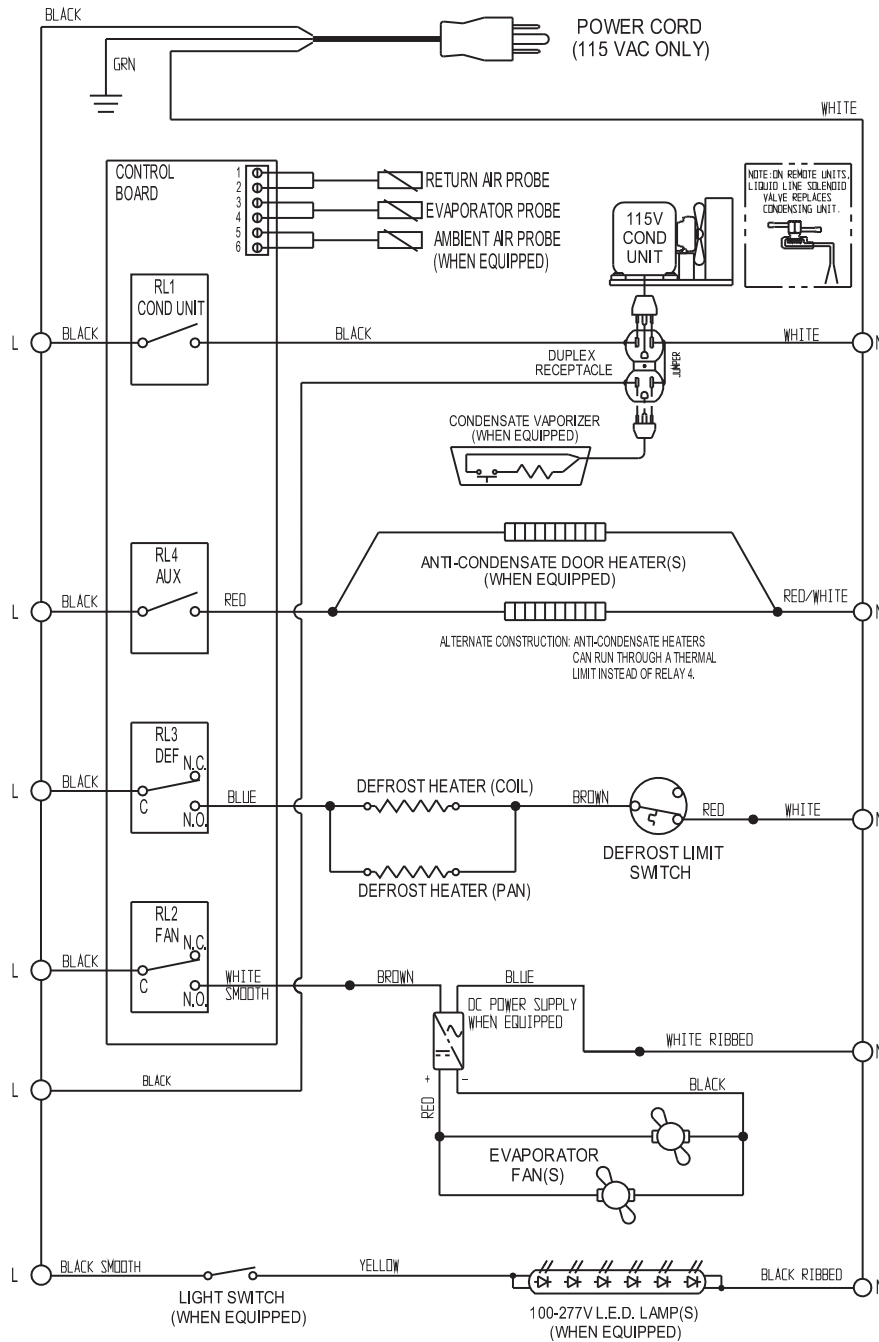 BLACK
POWER CORD
(115 VAC ONLY)
GRN
WHITE
CONTROL
BOARD
1
2
3
4
5
6
RETURN AIR PROBE
EVAPORATOR PROBE
AMBIENT AIR PROBE
(WHEN EQUIPPED)
115V
COND
UNIT
NOTE:ON REMOTE UNITS,
LIQUID LINE SOLENOID
VALVE REPLACES
CONDENSING UNIT.
RL1
COND UNIT
L
BLACK
BLACK
WHITE
N
DUPLEX
RECEPTACLE
JUMPER
CONDENSATE VAPORIZER
(WHEN EQUIPPED)
RL4
AUX
L
BLACK
RED
ANTI-CONDENSATE DOOR HEATER(S)
(WHEN EQUIPPED)
RED/WHITE
N
ALTERNATE CONSTRUCTION: ANTI-CONDENSATE HEATERS
CAN RUN THROUGH A THERMAL
LIMIT INSTEAD OF RELAY 4.
RL3
DEF
N.C.
L
BLACK
C
N.O.
BLUE
DEFROST HEATER (COIL)
BROWN
RED
WHITE
N
DEFROST LIMIT
SWITCH
DEFROST HEATER (PAN)
RL2
FAN
N.C.
L
BLACK
C
N.O.
WHITE
SMOOTH
BROWN
BLUE
DC POWER SUPPLY
WHEN EQUIPPED
WHITE RIBBED
N
L
BLACK
+
-
RED
BLACK
EVAPORATOR
FAN(S)
L
BLACK SMOOTH
YELLOW
BLACK RIBBED
N
LIGHT SWITCH
(WHEN EQUIPPED)
100-277V L.E.D. LAMP(S)
(WHEN EQUIPPED)